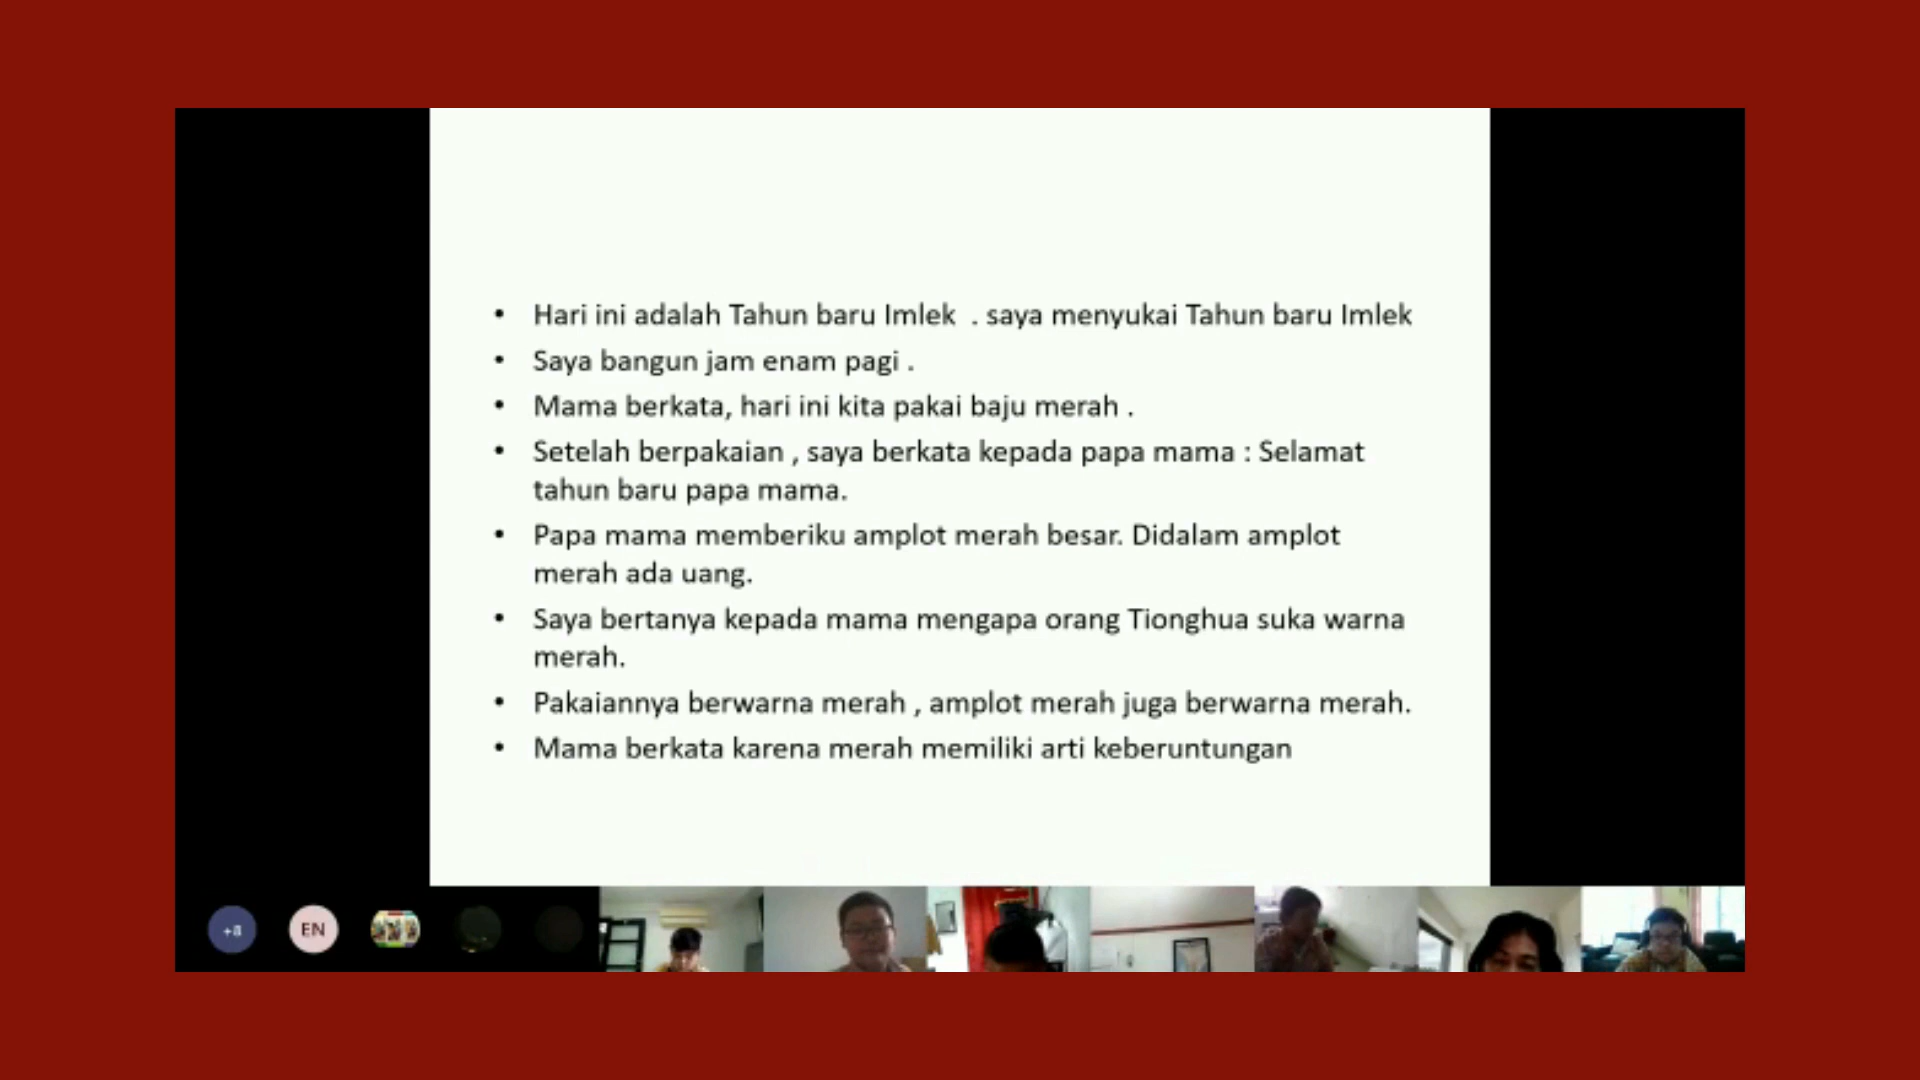 • Hari ini adalah Tahun baru Imlek . saya menyukai Tahun baru Imlek
• Saya bangun jam enam pagi .
• Mama berkata, hari ini kita pakai baju merah .
• Setelah berpakaian , saya berkata kepada papa mama : Selamat
tahun baru papa mama.
• Papa mama memberiku amplot merah besar. Didalam amplot
merah ada uang.
• Saya bertanya kepada mama mengapa orang Tionghua suka warna
merah.
• Pakaiannya berwarna merah , amplot merah juga berwarna merah.
• Mama berkata karena merah memiliki arti keberuntungan
+8 EN